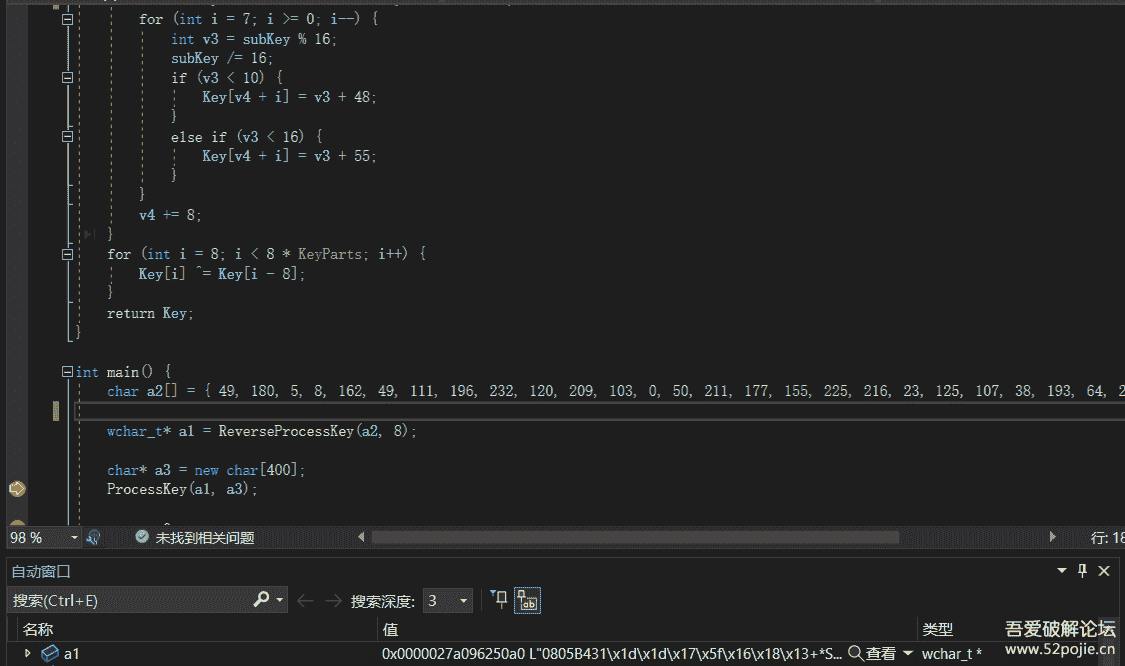 for (int i = 7; i >= 0; i--) {
int v3 = subKey % 16;
subKey /= 16;
if (v3 < 10) {
Key[v4 + i] = v3 + 48;
}
else if (v3 < 16) {
Key[v4 + i] = v3 + 55;
}
}
v4 += 8;
}
for (int i = 8; i < 8 * KeyParts; i++) {
Key[i] ^= Key[i - 8];
}
return Key;
}
int main() {
char a2[] = { 49, 180, 5, 8, 162, 49, 111, 196, 232, 120, 209, 103, 0, 50, 211, 177, 155, 225, 216, 23, 125, 107, 38, 193, 64, 2
wchar_t* a1 = ReverseProcessKey(a2, 8);
char* a3 = new char[400];
ProcessKey(a1, a3);
98 % 未找到相关问题 行: 18
自动窗口
搜索(Ctrl+E) 搜索深度: 3
名称 值 类型
a1 0x0000027a096250a0 L"0805B431\x1d\x1d\x17\x5f\x16\x18\x13+*S... 查看 wchar_t *
吾爱破解论坛
www.52pojie.cn